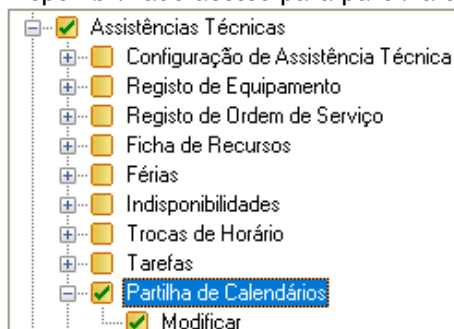 Assistências Técnicas
Configuração de Assistência Técnica
Registo de Equipamento
Registo de Ordem de Serviço
Ficha de Recursos
Férias
Indisponibilidades
Trocas de Horário
Tarefas
Partilha de Calendários
Modificar